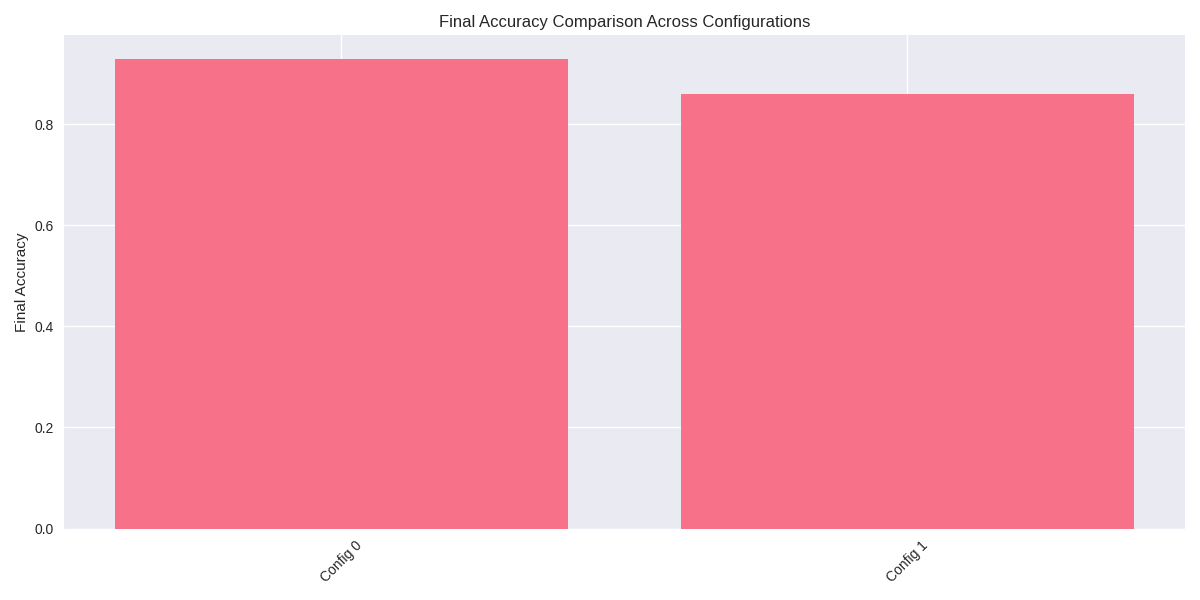 Final Accuracy Comparison Across Configurations
Final Accuracy
0.8
0.6
0.4
0.2
0.0
Config 0
Config 1